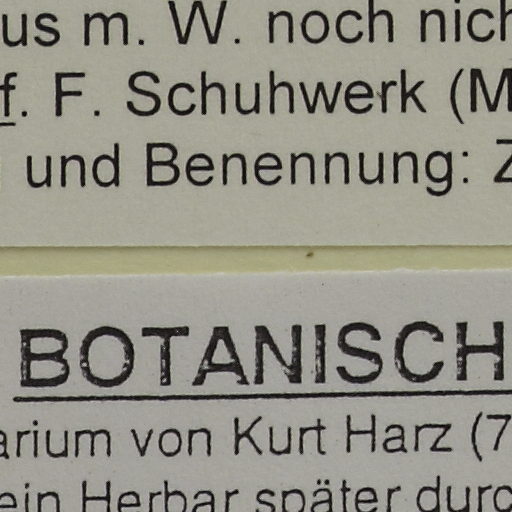 us m. W. noch nich
f. F. Schuhwerk (M
und Benennung: Z
BOTANISCH
arium von Kurt Harz (7
ein Herbar später durc